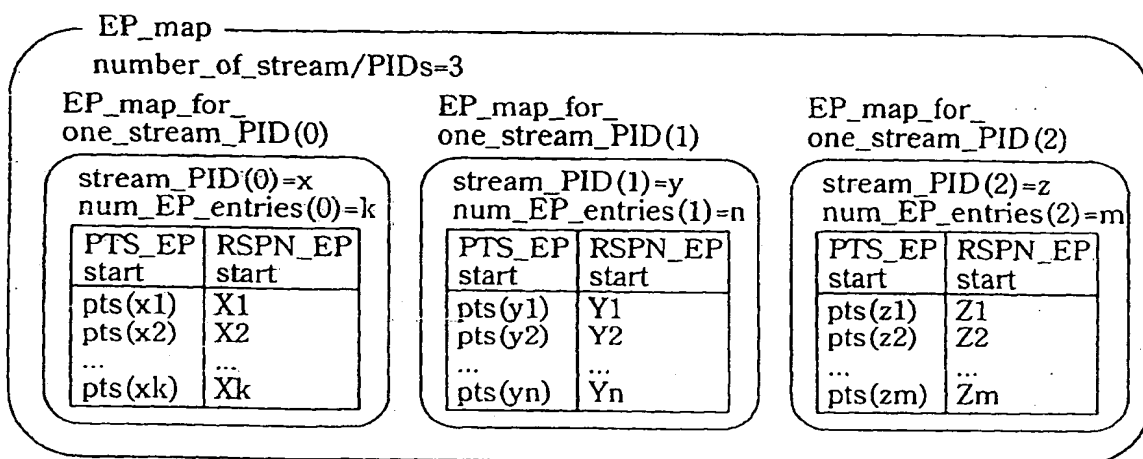 EP_map
number_of_stream/PIDs=3
EP_map_for_
one_stream_PID(0)
stream_PID(0)=x
num_EP_entries(0)=k
PTS_EP RSPN_EP
start start
pts(x1) X1
pts(x2) X2
... ...
pts(xk) Xk
EP_map_for_
one_stream_PID(1)
stream_PID(1)=y
num_EP_entries(1)=n
PTS_EP RSPN_EP
start start
pts(y1) Y1
pts(y2) Y2
... ...
pts(yn) Yn
EP_map_for_
one_stream_PID(2)
stream_PID(2)=z
num_EP_entries(2)=m
PTS_EP RSPN_EP
start start
pts(z1) Z1
pts(z2) Z2
... ...
pts(zm) Zm